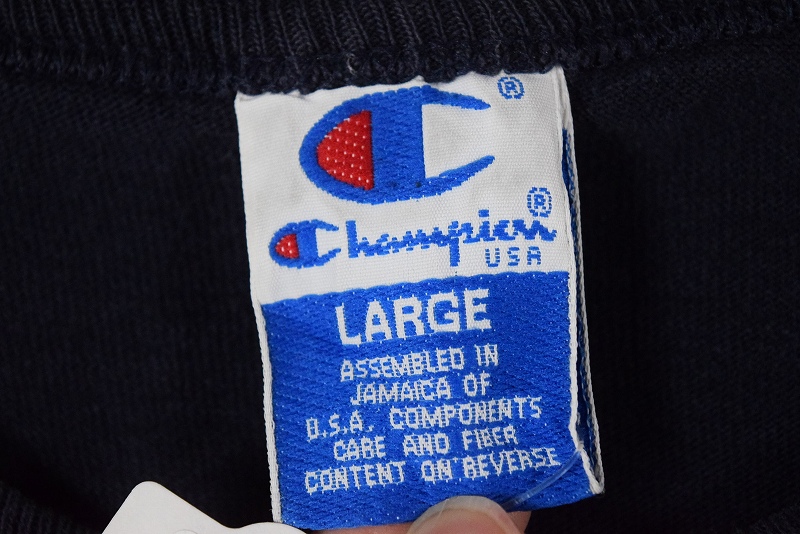 ®
Champion®
USA
LARGE
ASSEMBLED IN
JAMAICA OF
U.S.A. COMPONENTS
CARE AND FIBER
CONTENT ON REVERSE